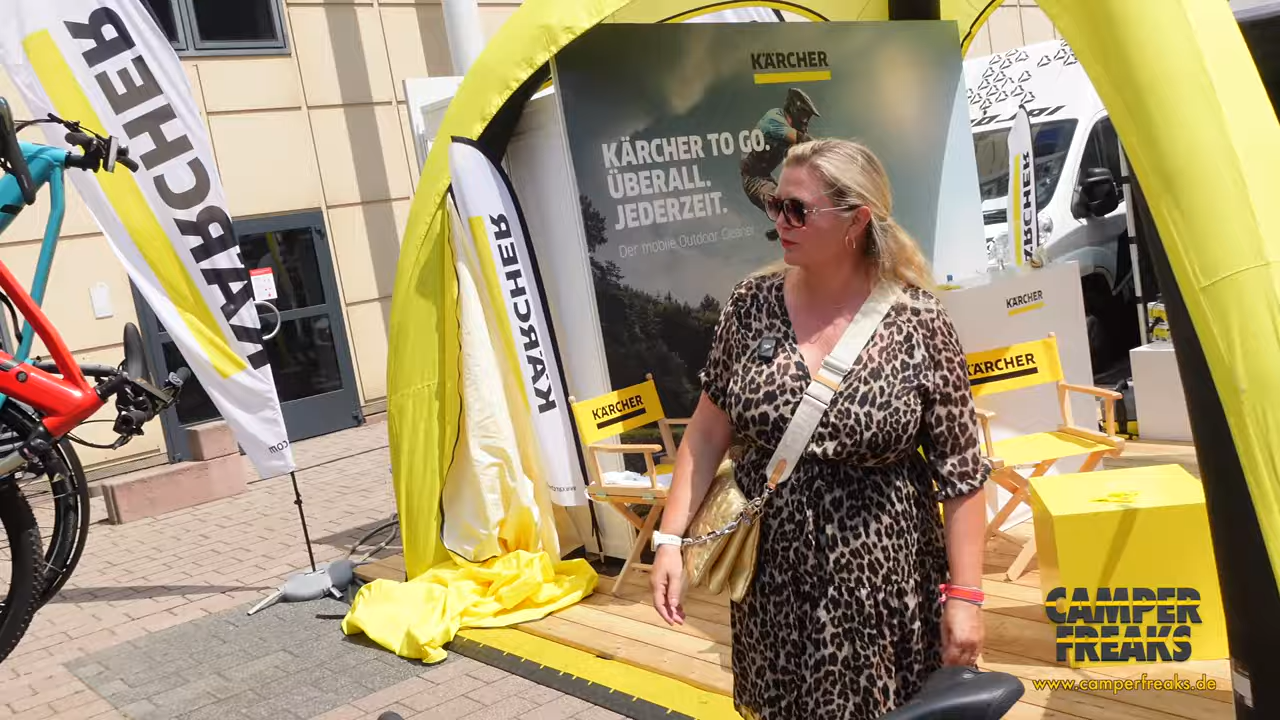 KÄRCHER
KÄRCHER
KÄRCHER TO GO.
ÜBERALL.
JEDERZEIT.
Der mobile Outdoor Cleaner
KÄRCHER
KÄRCHER
KÄRCHER
KÄRCHER
KÄRCHER
CAMPER
FREAKS
www.camperfreaks.de